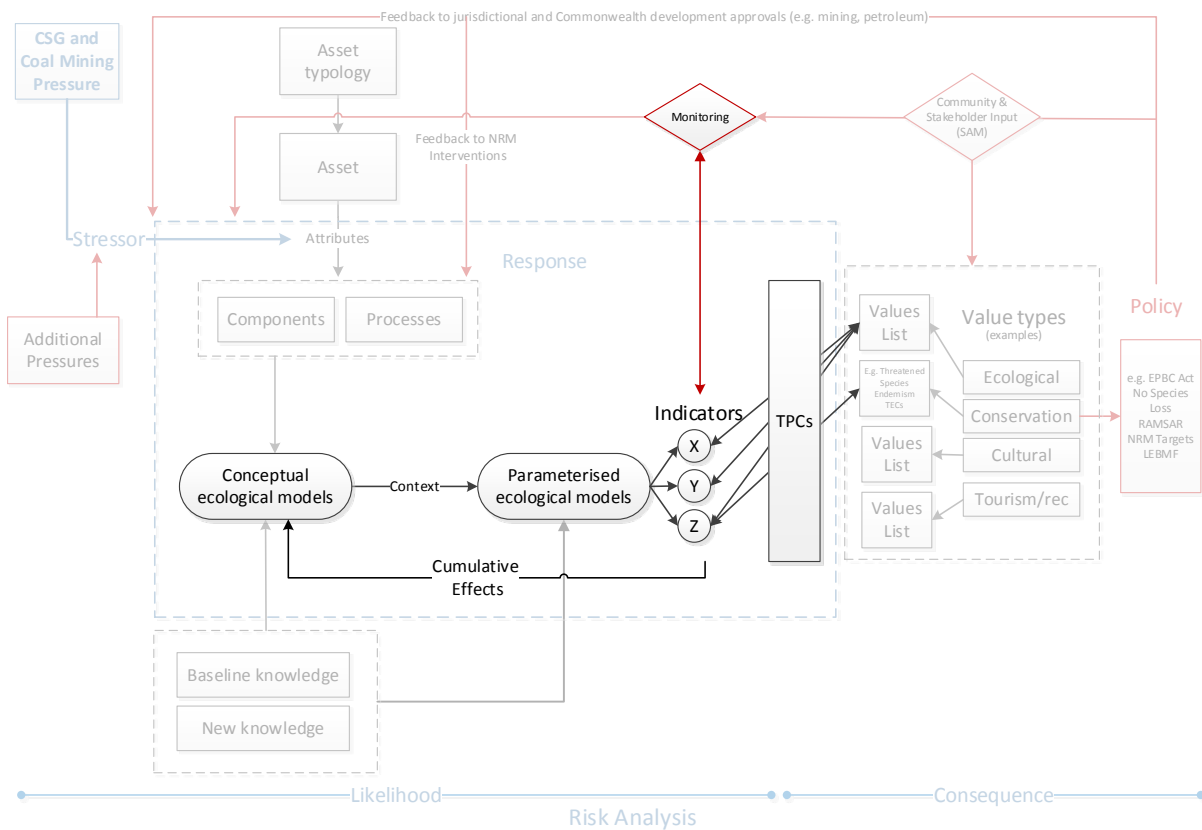 Feedback to jurisdictional and Commonwealth development approvals (e.g. mining, petroleum)
CSG and
Coal Mining
Pressure
Asset
typology
Monitoring
Community &
Stakeholder Input
(SAM)
Feedback to NRM
Interventions
Asset
Stressor
Attributes
Response
Components
Processes
Additional
Pressures
Values
List
Value types
(examples)
Policy
E.g. Threatened
Species
Endemism
TECs
Ecological
Conservation
Cultural
Tourism/rec
Values
List
Values
List
e.g. EPBC Act
No Species
Loss
RAMSAR
NRM Targets
LEBMF
Indicators
X
Y
Z
TPCs
Conceptual
ecological models
Context
Parameterised
ecological models
Cumulative
Effects
Baseline knowledge
New knowledge
Likelihood
Consequence
Risk Analysis